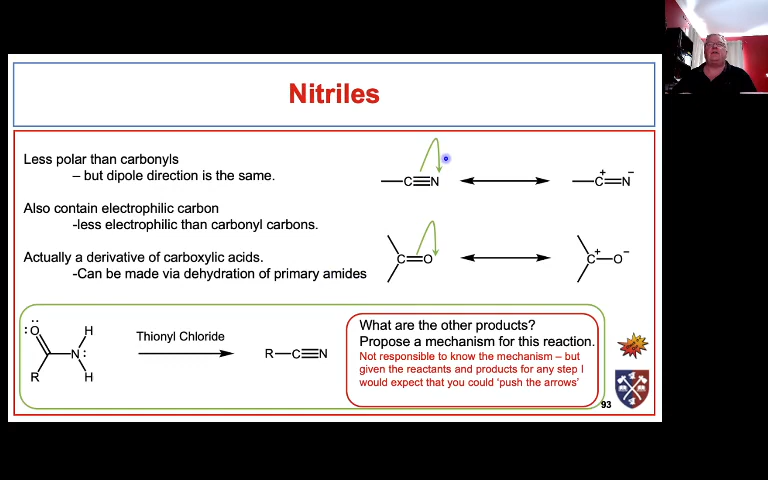 Nitriles
Less polar than carbonyls
– but dipole direction is the same.
Also contain electrophilic carbon
-less electrophilic than carbonyl carbons.
Actually a derivative of carboxylic acids.
-Can be made via dehydration of primary amides
C≡N
+ −
C=N
C=O
+ −
C—O
:O
H
N:
R
H
Thionyl Chloride
R—C≡N
What are the other products?
Propose a mechanism for this reaction.
Not responsible to know the mechanism – but
given the reactants and products for any step I
would expect that you could ‘push the arrows’
93